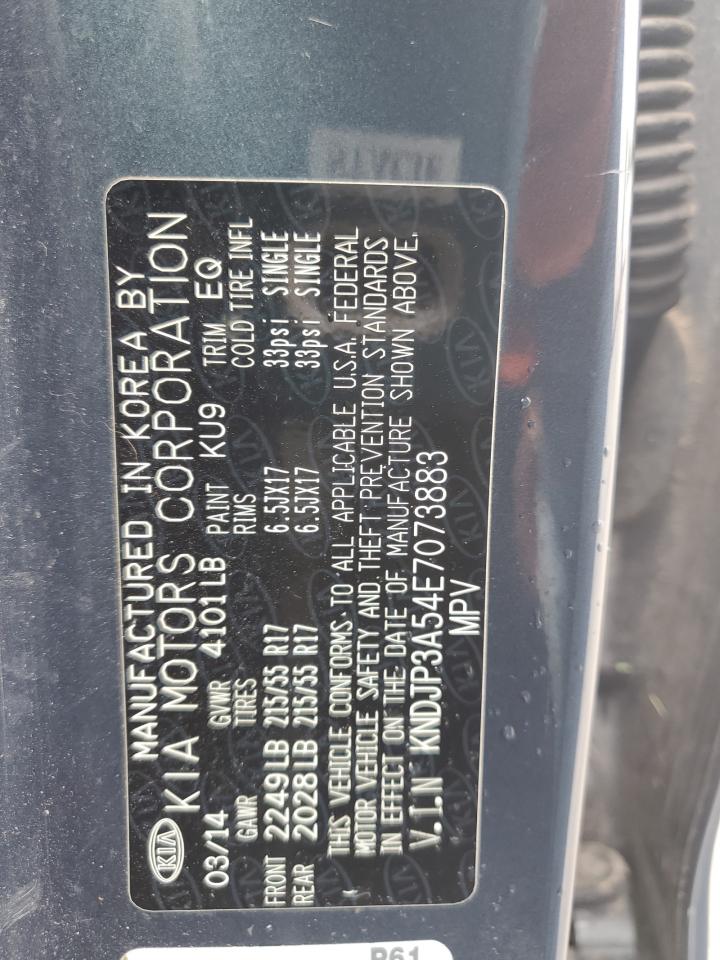 MANUFACTURED IN KOREA BY
KIA KIA MOTORS CORPORATION
03/14 GVWR 4101LB PAINT KU9 TRIM EQ
GAWR TIRES RIMS COLD TIRE INFL
FRONT 2249LB 215/55 R17 6.5JX17 33psi SINGLE
REAR 2028LB 215/55 R17 6.5JX17 33psi SINGLE
THIS VEHICLE CONFORMS TO ALL APPLICABLE U.S.A. FEDERAL
MOTOR VEHICLE SAFETY AND THEFT PREVENTION STANDARDS
IN EFFECT ON THE DATE OF MANUFACTURE SHOWN ABOVE.
V.I.N KNDJP3A54E7073883
MPV